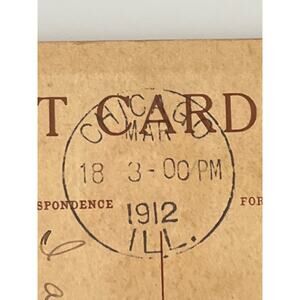 T CARD
CHICAGO
MAR
18 3-00 PM
SPONDENCE
FOR
1912
ILL.